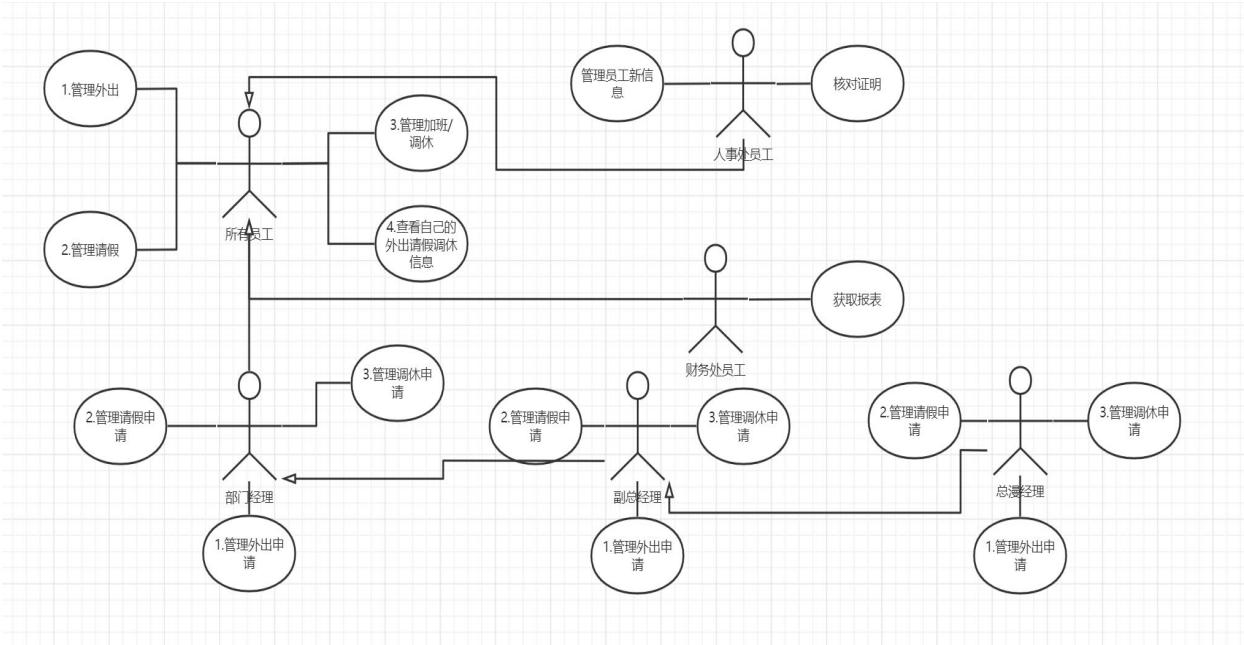 1.管理外出
2.管理请假
3.管理加班/
调休
4.查看自己的
外出请假调休
信息
所有员工
管理员工新信
息
核对证明
人事处员工
获取报表
财务处员工
2.管理请假申
请
3.管理调休申
请
部门经理
1.管理外出申
请
2.管理请假申
请
3.管理调休申
请
副总经理
1.管理外出申
请
2.管理请假申
请
3.管理调休申
请
总漫经理
1.管理外出申
请